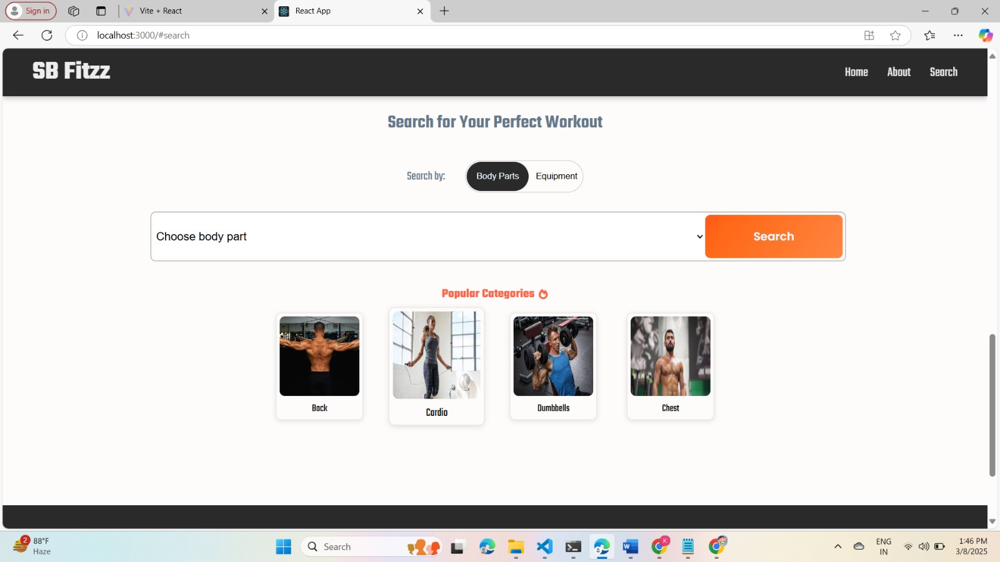 Sign in
Vite + React
React App
localhost:3000/#search
SB Fitzz
Home About Search
Search for Your Perfect Workout
Search by: Body Parts Equipment
Choose body part
Search
Popular Categories
Back
Cardio
Dumbbells
Chest
2
88°F
Haze
Search
W
K
ENG
IN
1:46 PM
3/8/2025